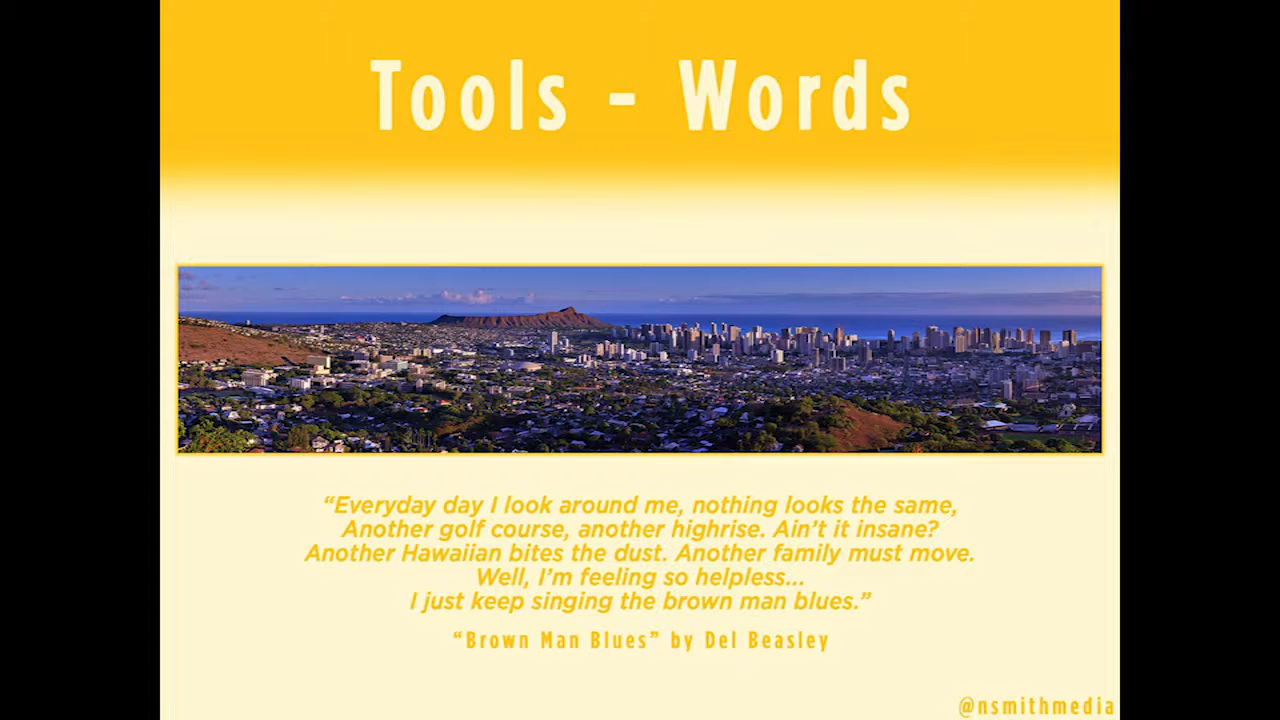 Tools - Words
“Everyday day I look around me, nothing looks the same,
Another golf course, another highrise. Ain’t it insane?
Another Hawaiian bites the dust. Another family must move.
Well, I’m feeling so helpless...
I just keep singing the brown man blues.”
“Brown Man Blues” by Del Beasley
@nsmithmedia